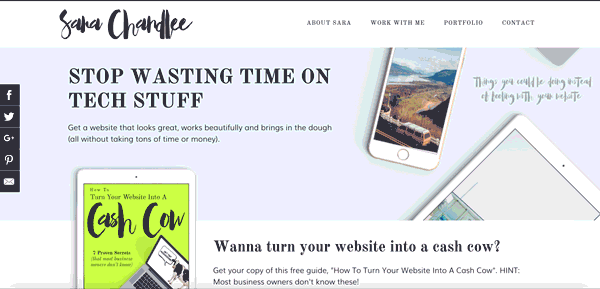 Sara Chandlee
ABOUT SARA
WORK WITH ME
PORTFOLIO
CONTACT
STOP WASTING TIME ON
TECH STUFF
Get a website that looks great, works beautifully and brings in the dough
(all without taking tons of time or money).
Things you could be doing instead
of fooling with your website
How To
Turn Your Website Into A
Cash Cow
7 Proven Secrets
(that most business
owners don't know!)
Wanna turn your website into a cash cow?
Get your copy of this free guide, "How To Turn Your Website Into A Cash Cow". HINT:
Most business owners don't know these!